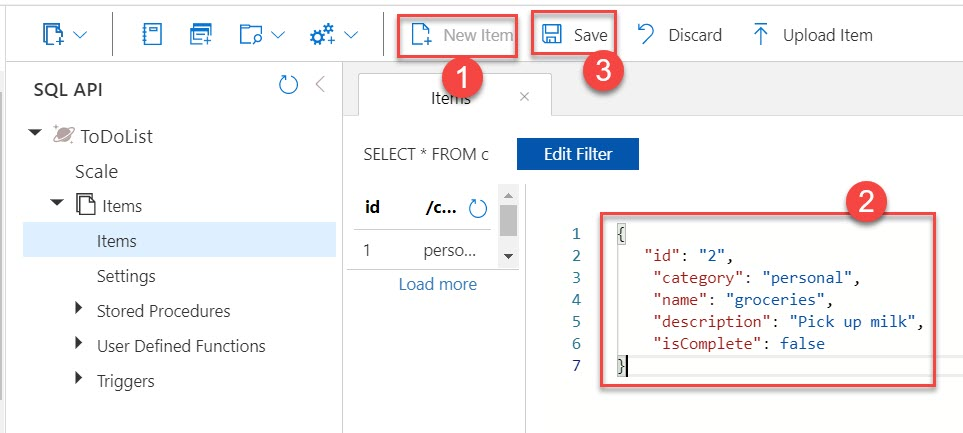 New Item
Save
Discard
Upload Item
1
3
SQL API
ToDoList
Scale
Items
Items
Settings
Stored Procedures
User Defined Functions
Triggers
Items
SELECT * FROM c
Edit Filter
id /c...
1 perso...
Load more
2
1 {
2 "id": "2",
3 "category": "personal",
4 "name": "groceries",
5 "description": "Pick up milk",
6 "isComplete": false
7 }